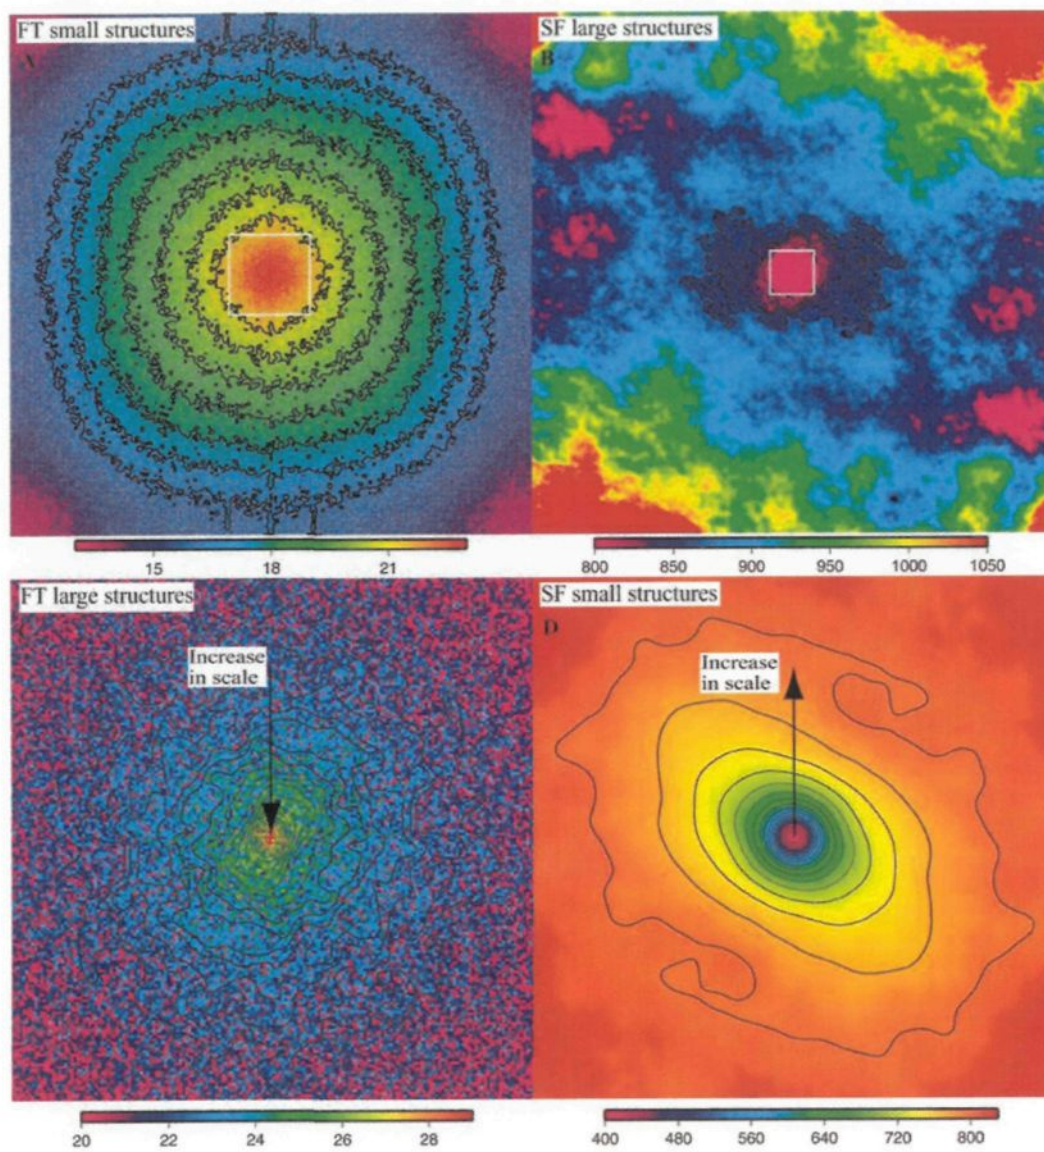 FT small structures
SF large structures
A
B
15 18 21
800 850 900 950 1000 1050
FT large structures
SF small structures
D
Increase
in scale
Increase
in scale
20 22 24 26 28
400 480 560 640 720 800